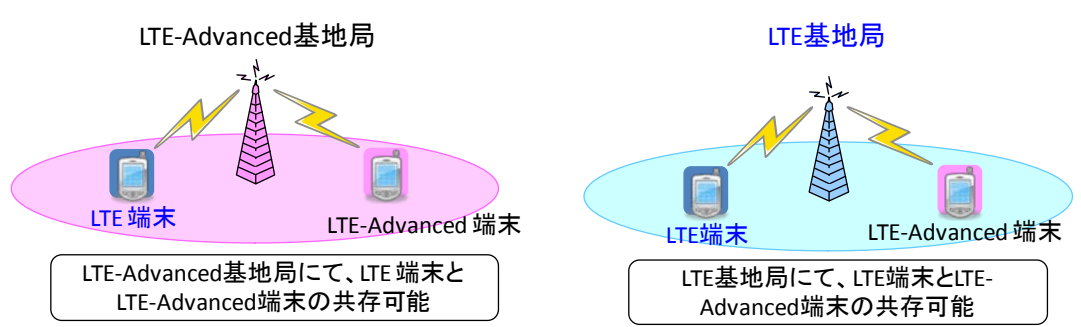 LTE-Advanced基地局
LTE 端末
LTE-Advanced 端末
LTE-Advanced基地局にて、LTE 端末と
LTE-Advanced端末の共存可能
LTE基地局
LTE端末
LTE-Advanced 端末
LTE基地局にて、LTE端末とLTE-
Advanced端末の共存可能